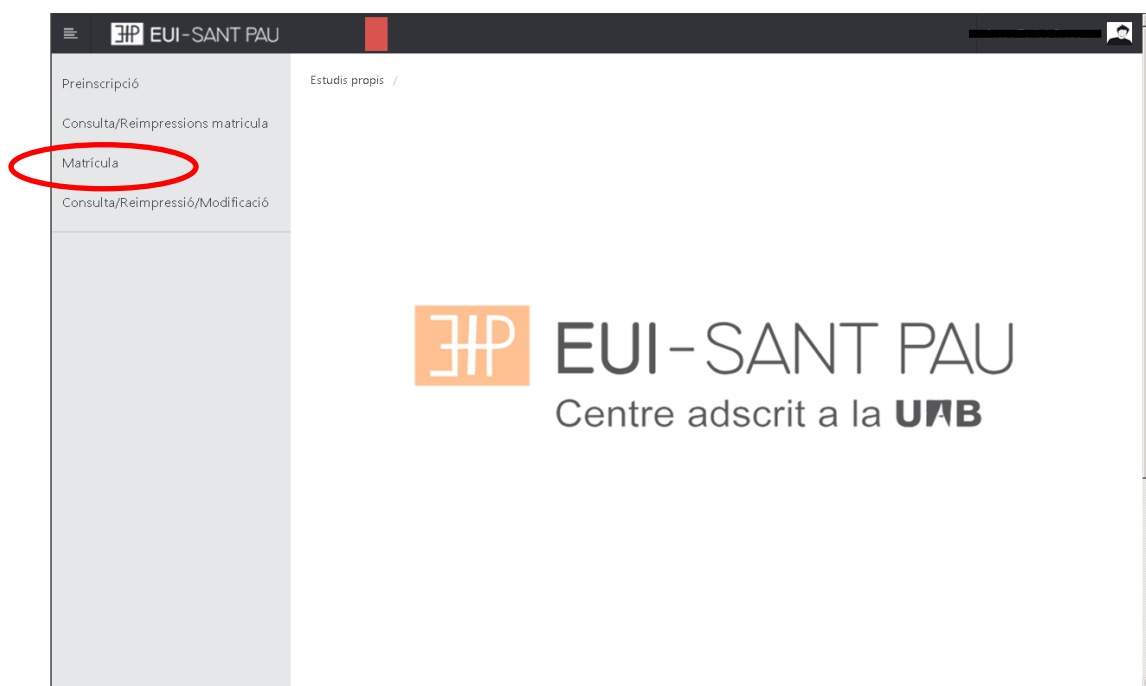 EUI-SANT PAU
Preinscripció
Estudis propis /
Consulta/Reimpressions matricula
Matrícula
Consulta/Reimpressió/Modificació
EUI-SANT PAU
Centre adscrit a la UAB